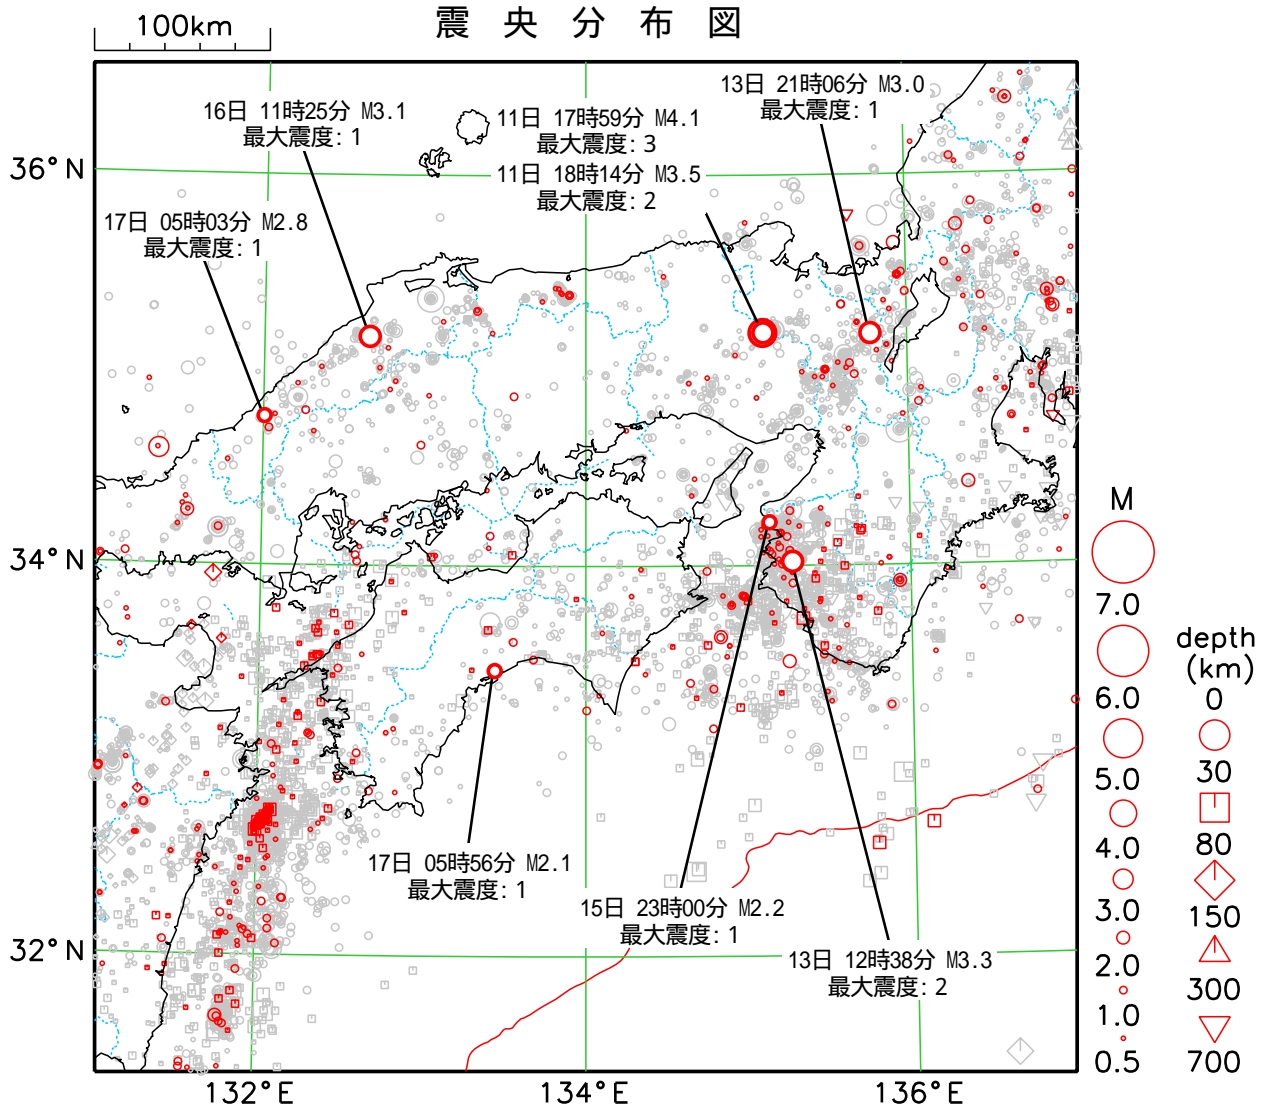 震央分布図
100km
13日 21時06分 M3.0
最大震度: 1
16日 11時25分 M3.1
最大震度: 1
11日 17時59分 M4.1
最大震度: 3
11日 18時14分 M3.5
最大震度: 2
17日 05時03分 M2.8
最大震度: 1
36°N
34°N
32°N
17日 05時56分 M2.1
最大震度: 1
15日 23時00分 M2.2
最大震度: 1
13日 12時38分 M3.3
最大震度: 2
132°E
134°E
136°E
M
7.0
6.0
5.0
4.0
3.0
2.0
1.0
0.5
depth
(km)
0
30
80
150
300
700